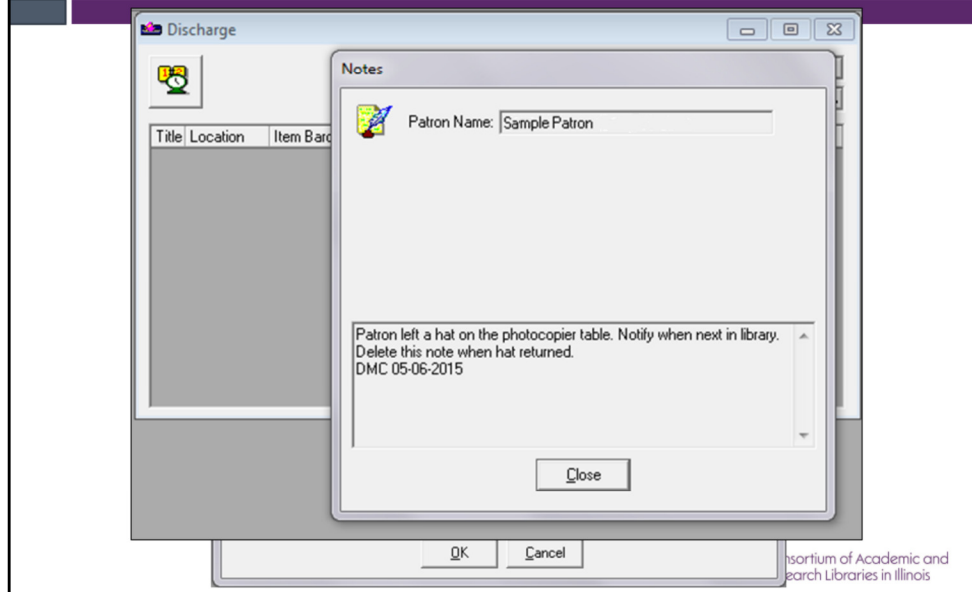 Discharge
Notes
Patron Name: Sample Patron
Title Location Item Barc
Patron left a hat on the photocopier table. Notify when next in library.
Delete this note when hat returned.
DMC 05-06-2015
Close
OK Cancel
nsortium of Academic and
earch Libraries in Illinois